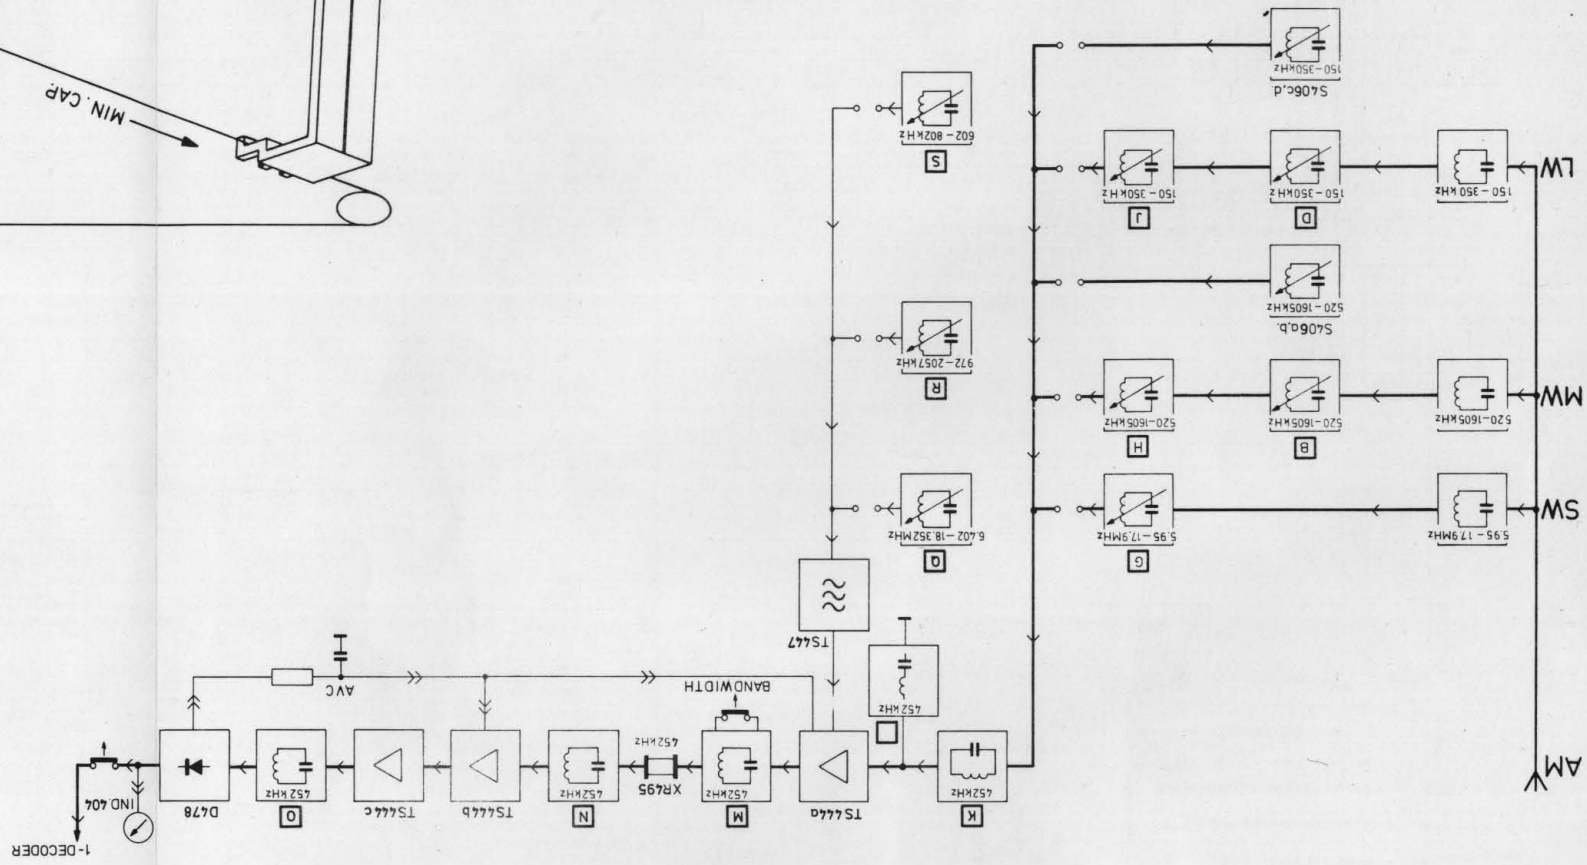 1-DECODER
AM
K
TS444a
M
XR495
N
TS444b
TS444c
O
D478
IND.404
452kHz
452kHz
452kHz
452kHz
452kHz
452kHz
BANDWIDTH
AVC
TS447
G
Q
SW
5.95-17.9MHz
5.95-17.9MHz
6.402-18.352MHz
B
H
R
MW
520-1605kHz
520-1605kHz
520-1605kHz
972-2057kHz
S406a,b.
520-1605kHz
D
J
S
LW
150-350kHz
150-350kHz
150-350kHz
602-802kHz
S406c,d.
150-350kHz
MIN. CAP.